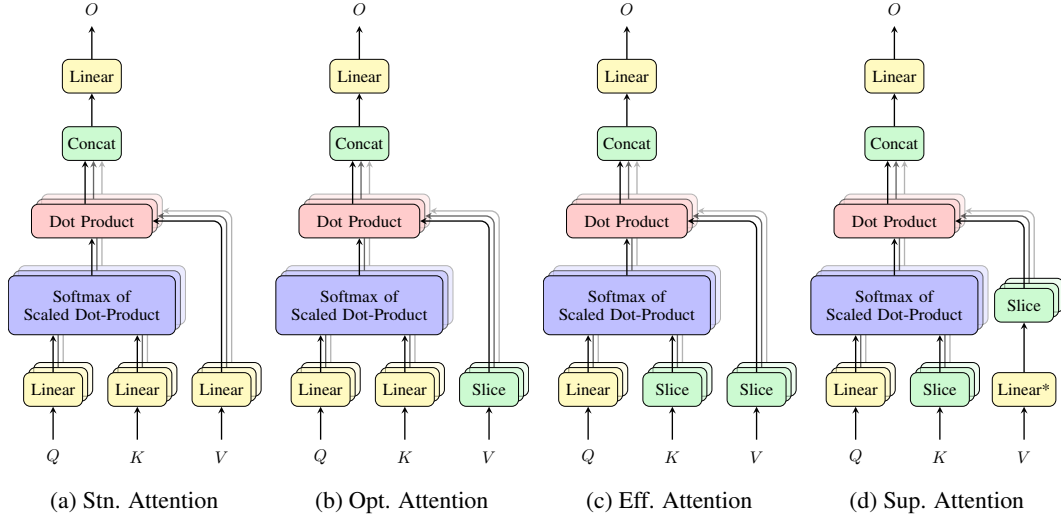 O
Linear
Concat
Dot Product
Softmax of
Scaled Dot-Product
Linear
Linear
Linear
Q
K
V
(a) Stn. Attention
O
Linear
Concat
Dot Product
Softmax of
Scaled Dot-Product
Linear
Linear
Slice
Q
K
V
(b) Opt. Attention
O
Linear
Concat
Dot Product
Softmax of
Scaled Dot-Product
Linear
Slice
Slice
Q
K
V
(c) Eff. Attention
O
Linear
Concat
Dot Product
Softmax of
Scaled Dot-Product
Slice
Linear
Slice
Linear*
Q
K
V
(d) Sup. Attention